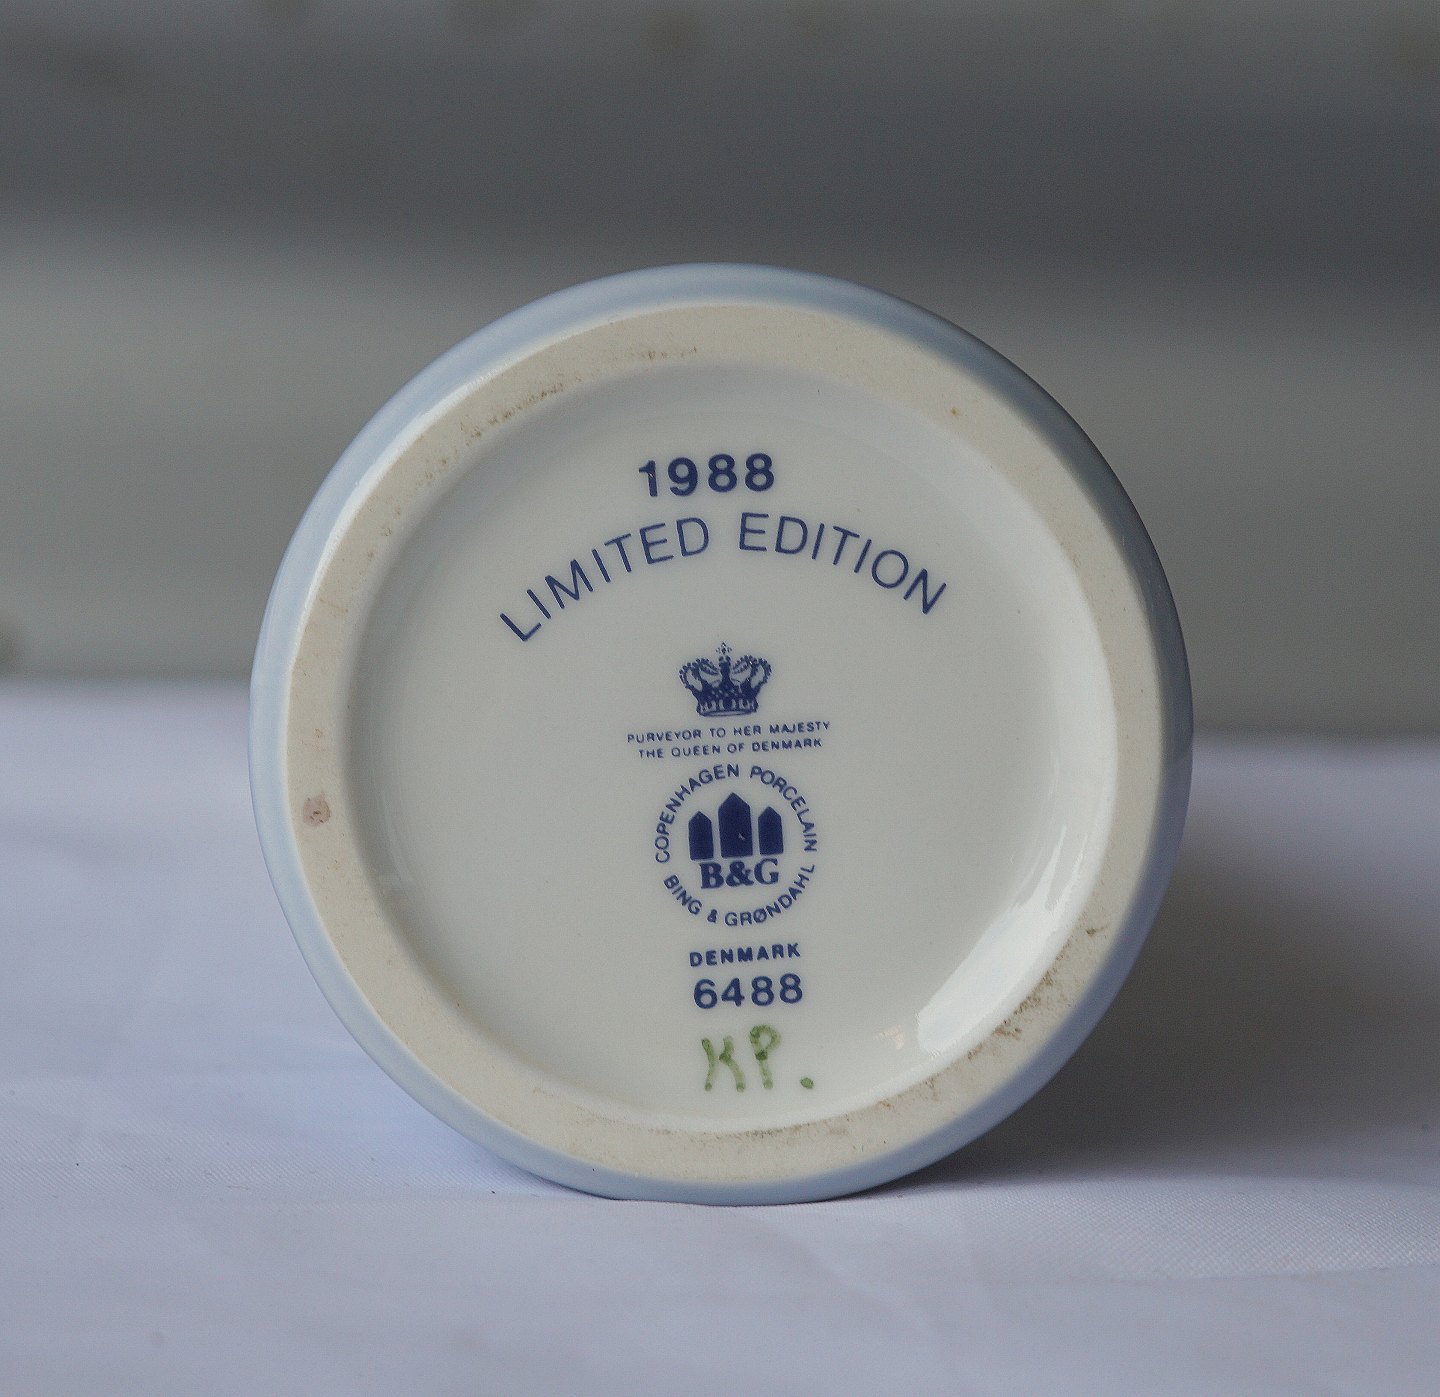 1988
LIMITED EDITION
PURVEYOR TO HER MAJESTY
THE QUEEN OF DENMARK
COPENHAGEN PORCELAIN
B&G
BING & GRØNDAHL
DENMARK
6488
KP.